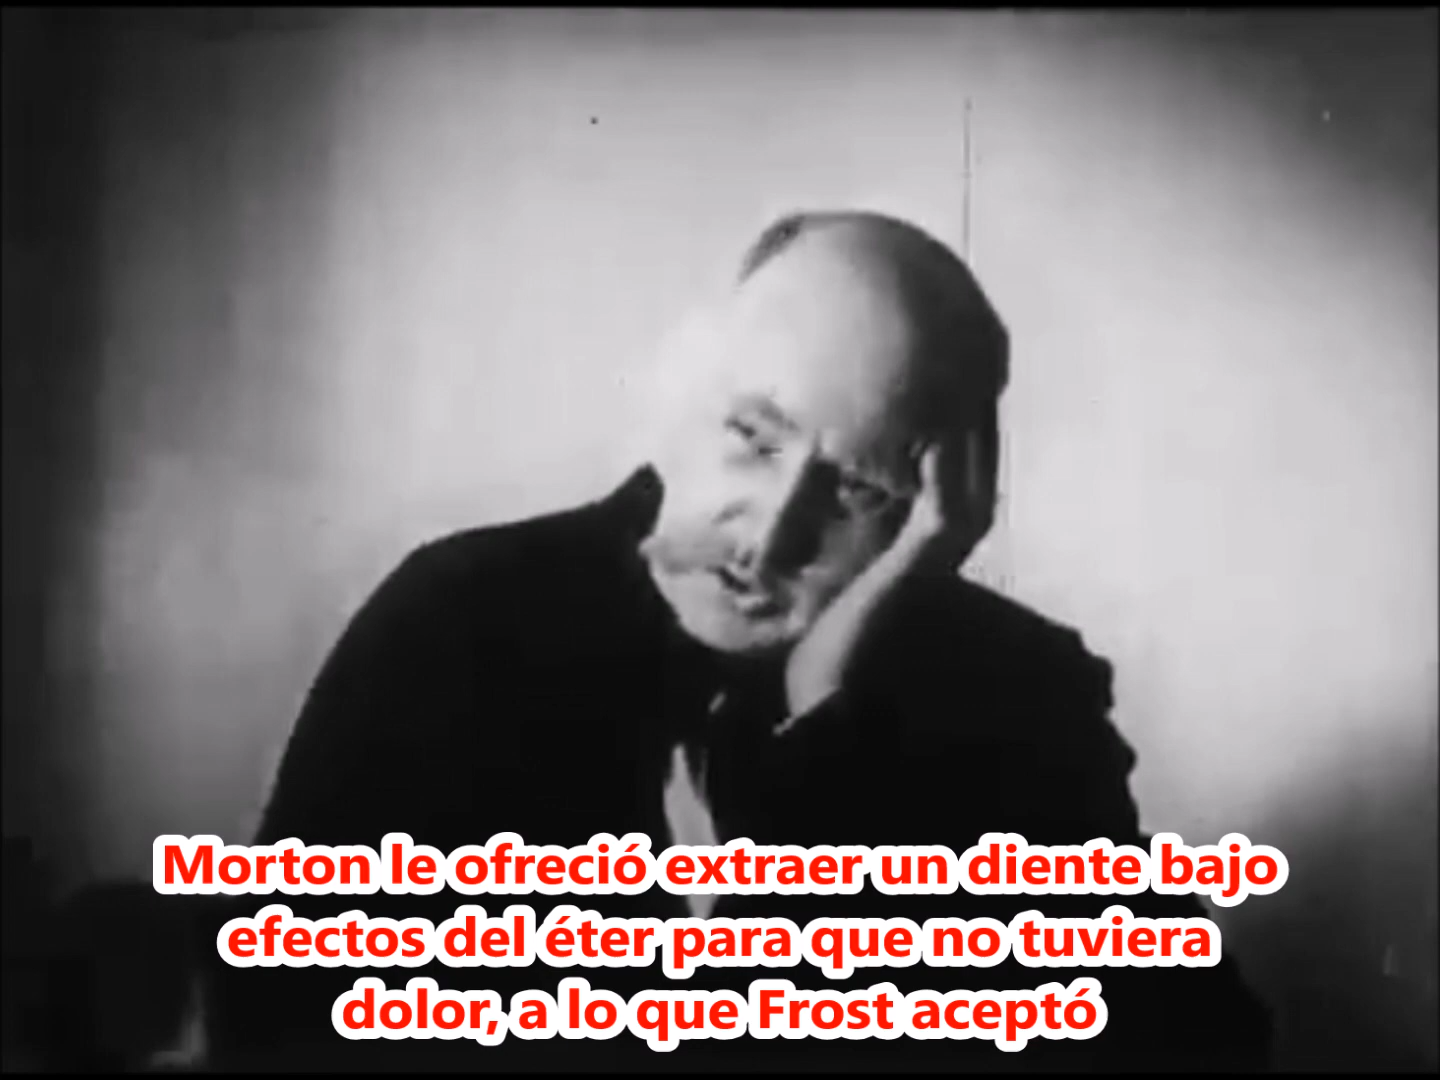 Morton le ofreció extraer un diente bajo
efectos del éter para que no tuviera
dolor, a lo que Frost aceptó